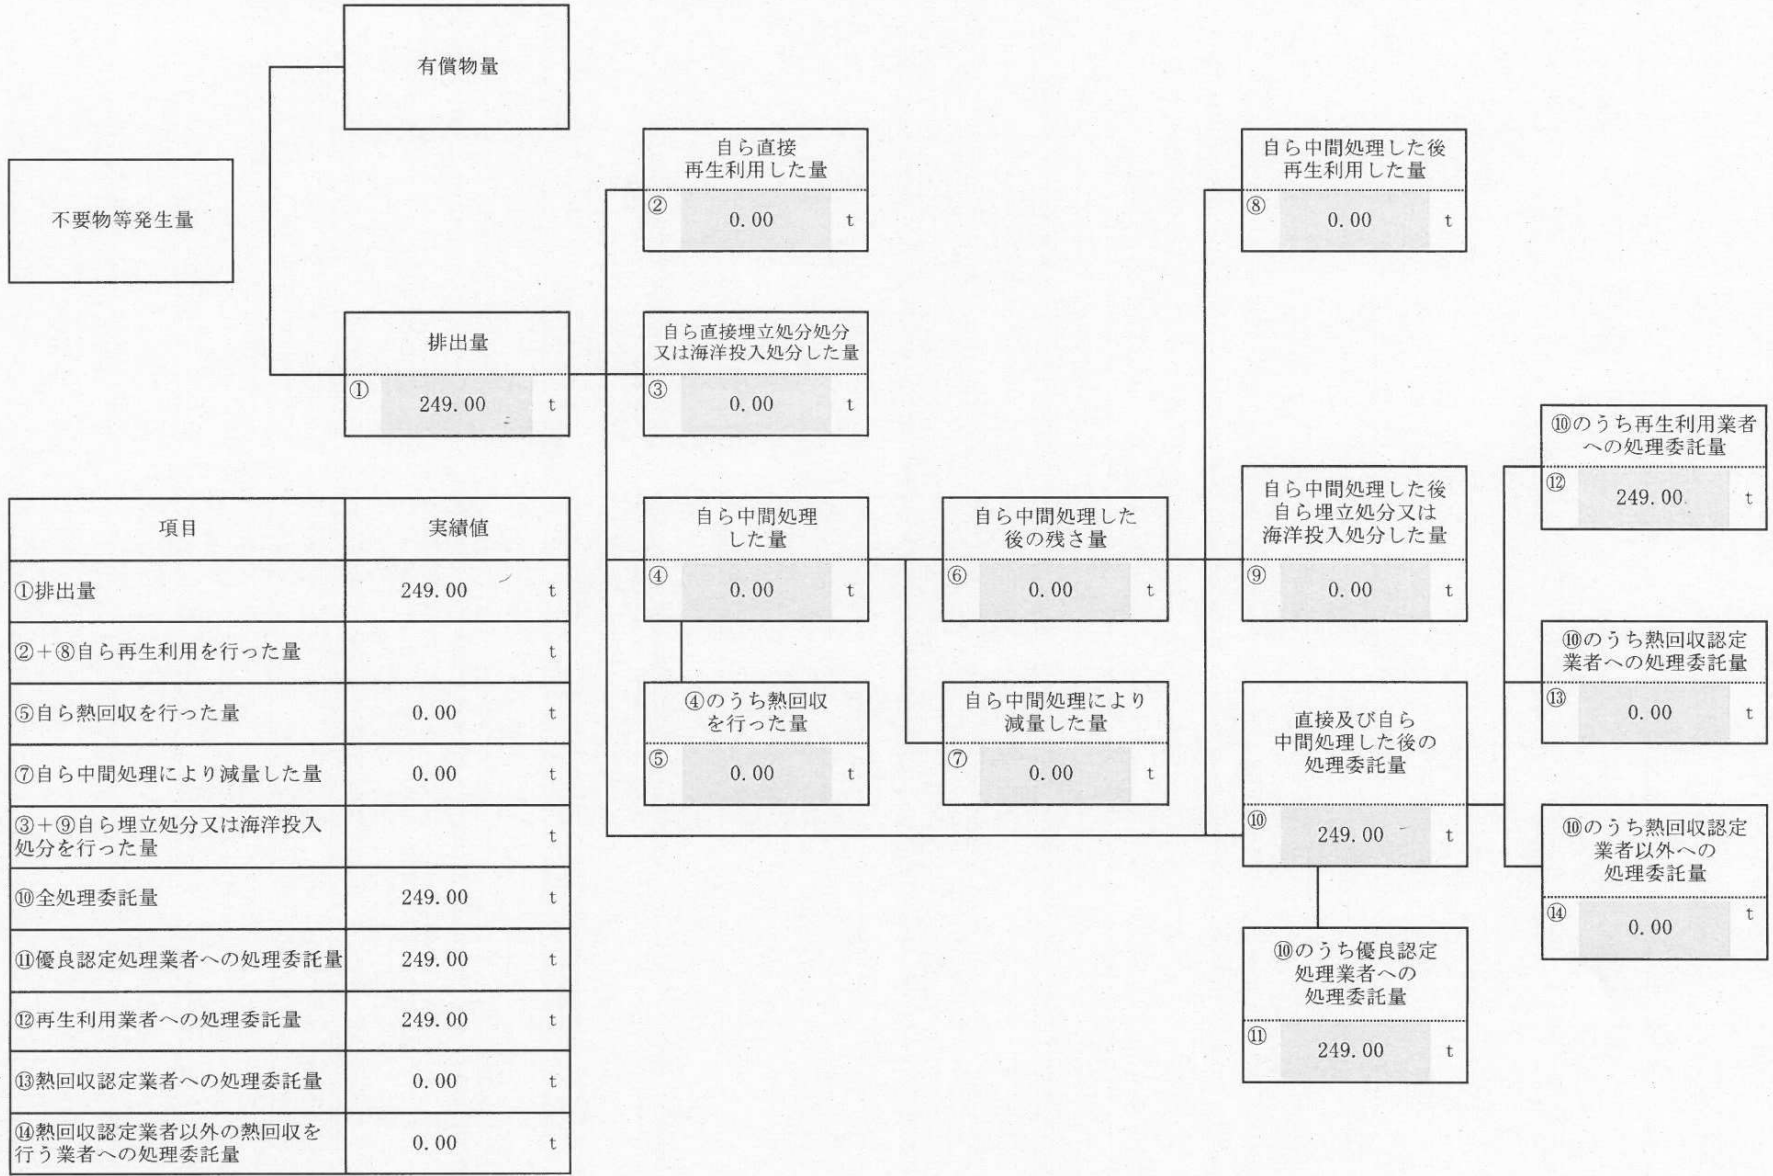 有償物量
不要物等発生量
排出量
① 249.00 t
自ら直接
再生利用した量
② 0.00 t
自ら直接埋立処分処分
又は海洋投入処分した量
③ 0.00 t
自ら中間処理
した量
④ 0.00 t
④のうち熱回収
を行った量
⑤ 0.00 t
自ら中間処理した
後の残さ量
⑥ 0.00 t
自ら中間処理により
減量した量
⑦ 0.00 t
自ら中間処理した後
再生利用した量
⑧ 0.00 t
自ら中間処理した後
自ら埋立処分又は
海洋投入処分した量
⑨ 0.00 t
直接及び自ら
中間処理した後の
処理委託量
⑩ 249.00 t
⑩のうち優良認定
処理業者への
処理委託量
⑪ 249.00 t
⑩のうち再生利用業者
への処理委託量
⑫ 249.00 t
⑩のうち熱回収認定
業者への処理委託量
⑬ 0.00 t
⑩のうち熱回収認定
業者以外への
処理委託量
⑭ 0.00 t
項目 実績値
①排出量 249.00 t
②+⑧自ら再生利用を行った量 t
⑤自ら熱回収を行った量 0.00 t
⑦自ら中間処理により減量した量 0.00 t
③+⑨自ら埋立処分又は海洋投入
処分を行った量 t
⑩全処理委託量 249.00 t
⑪優良認定処理業者への処理委託量 249.00 t
⑫再生利用業者への処理委託量 249.00 t
⑬熱回収認定業者への処理委託量 0.00 t
⑭熱回収認定業者以外の熱回収を
行う業者への処理委託量 0.00 t